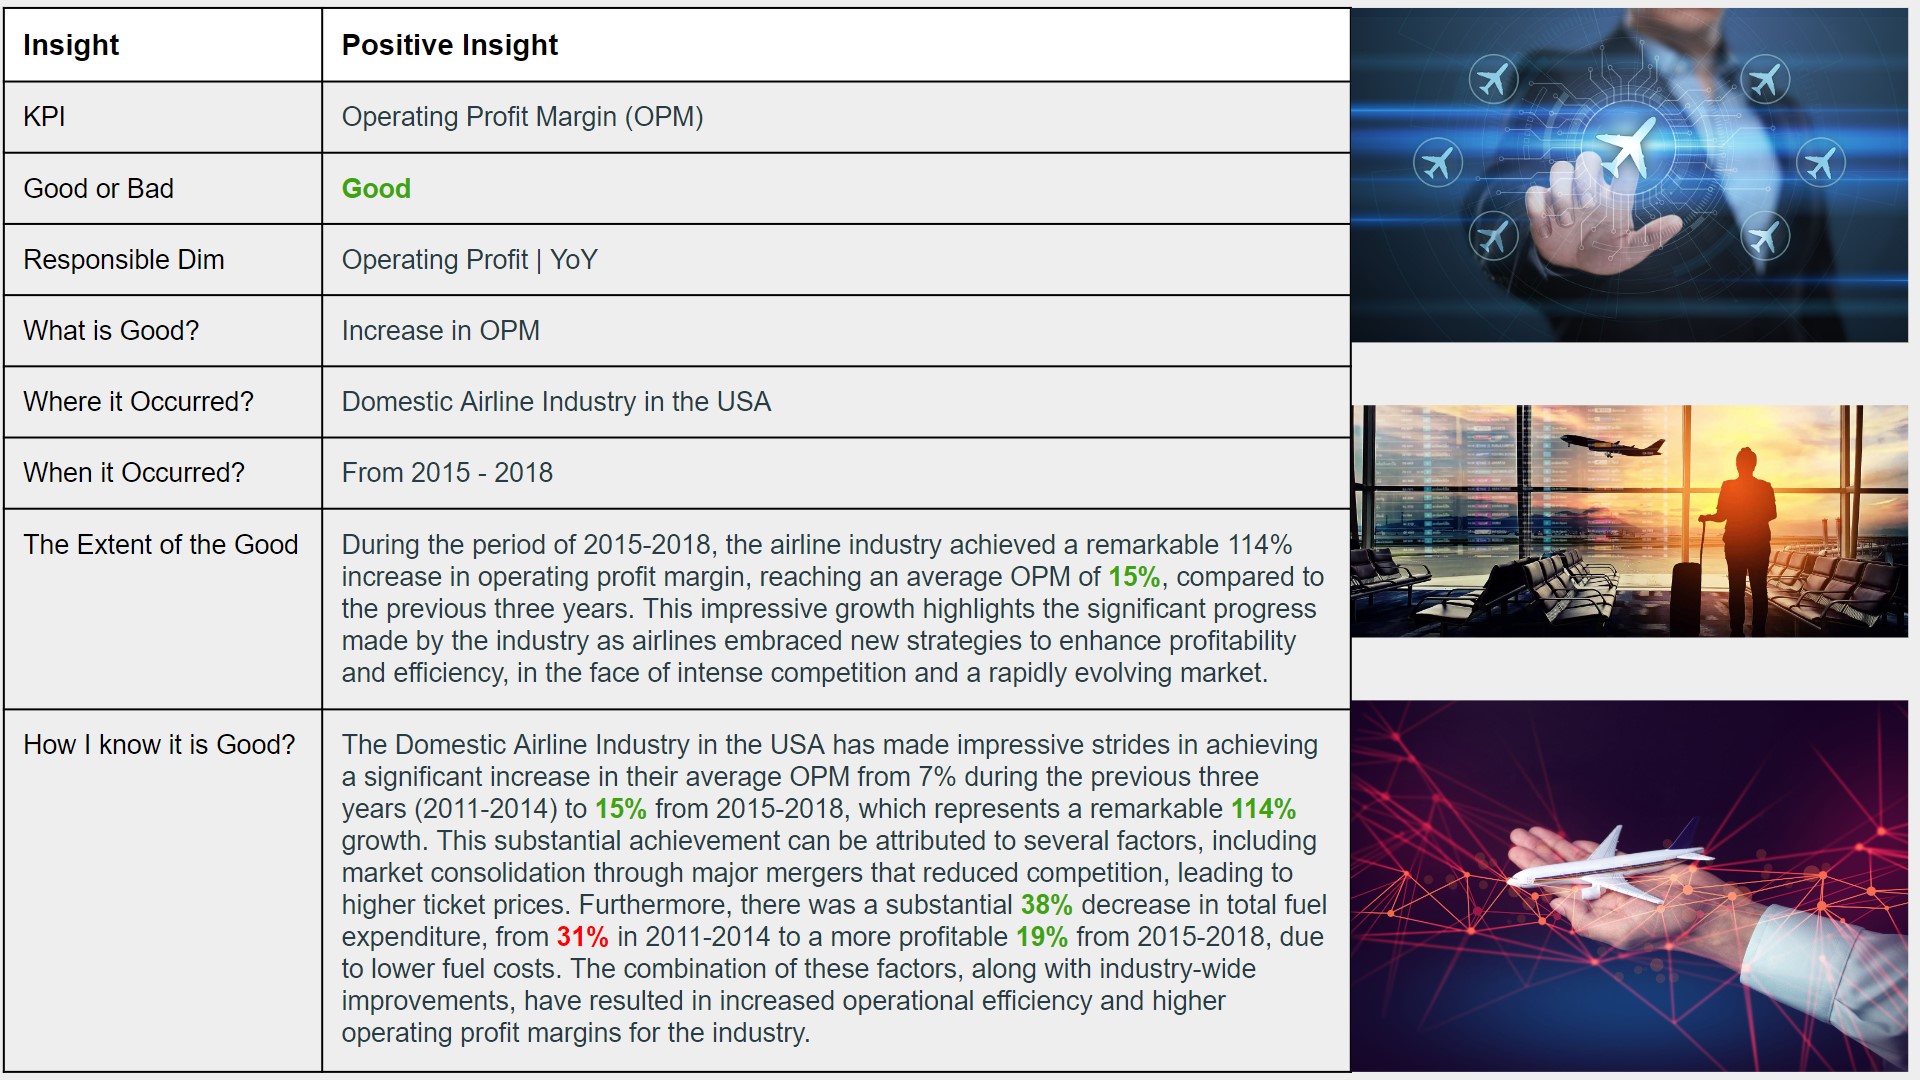 Insight
Positive Insight
KPI
Operating Profit Margin (OPM)
Good or Bad
Good
Responsible Dim
Operating Profit | YoY
What is Good?
Increase in OPM
Where it Occurred?
Domestic Airline Industry in the USA
When it Occurred?
From 2015 - 2018
The Extent of the Good
During the period of 2015-2018, the airline industry achieved a remarkable 114%
increase in operating profit margin, reaching an average OPM of 15%, compared to
the previous three years. This impressive growth highlights the significant progress
made by the industry as airlines embraced new strategies to enhance profitability
and efficiency, in the face of intense competition and a rapidly evolving market.
How I know it is Good?
The Domestic Airline Industry in the USA has made impressive strides in achieving
a significant increase in their average OPM from 7% during the previous three
years (2011-2014) to 15% from 2015-2018, which represents a remarkable 114%
growth. This substantial achievement can be attributed to several factors, including
market consolidation through major mergers that reduced competition, leading to
higher ticket prices. Furthermore, there was a substantial 38% decrease in total fuel
expenditure, from 31% in 2011-2014 to a more profitable 19% from 2015-2018, due
to lower fuel costs. The combination of these factors, along with industry-wide
improvements, have resulted in increased operational efficiency and higher
operating profit margins for the industry.